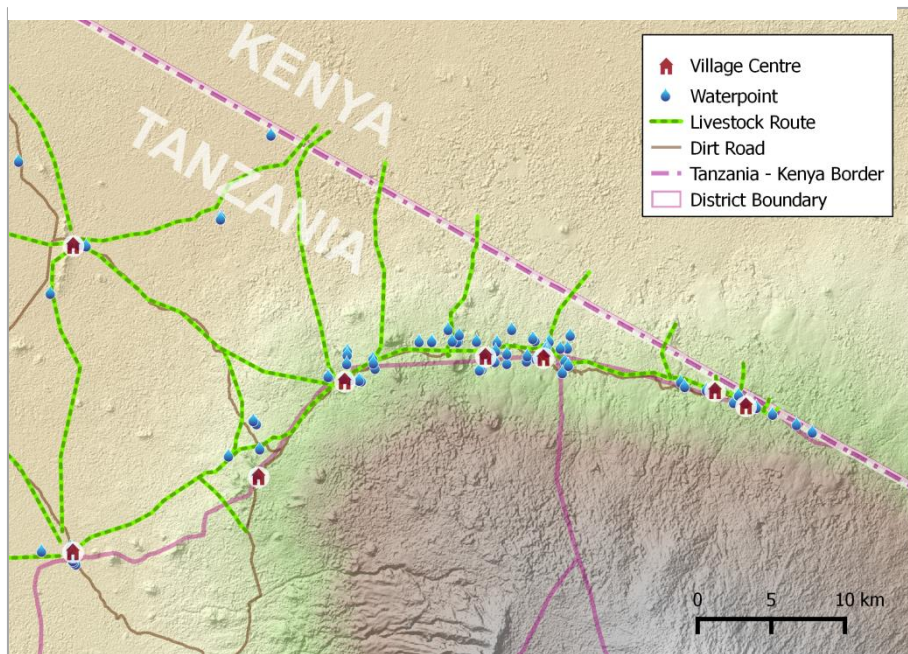 KENYA
TANZANIA
Village Centre
Waterpoint
Livestock Route
Dirt Road
Tanzania - Kenya Border
District Boundary
0 5 10 km